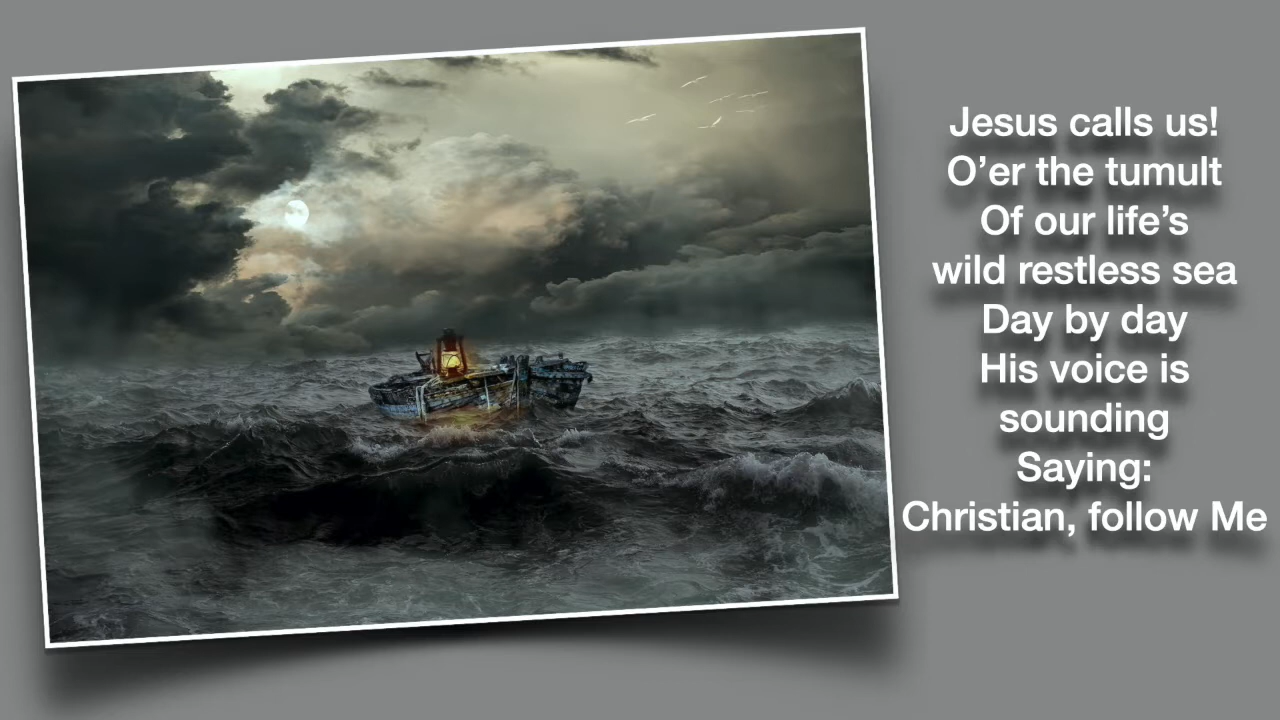 Jesus calls us!
O’er the tumult
Of our life’s
wild restless sea
Day by day
His voice is
sounding
Saying:
Christian, follow Me